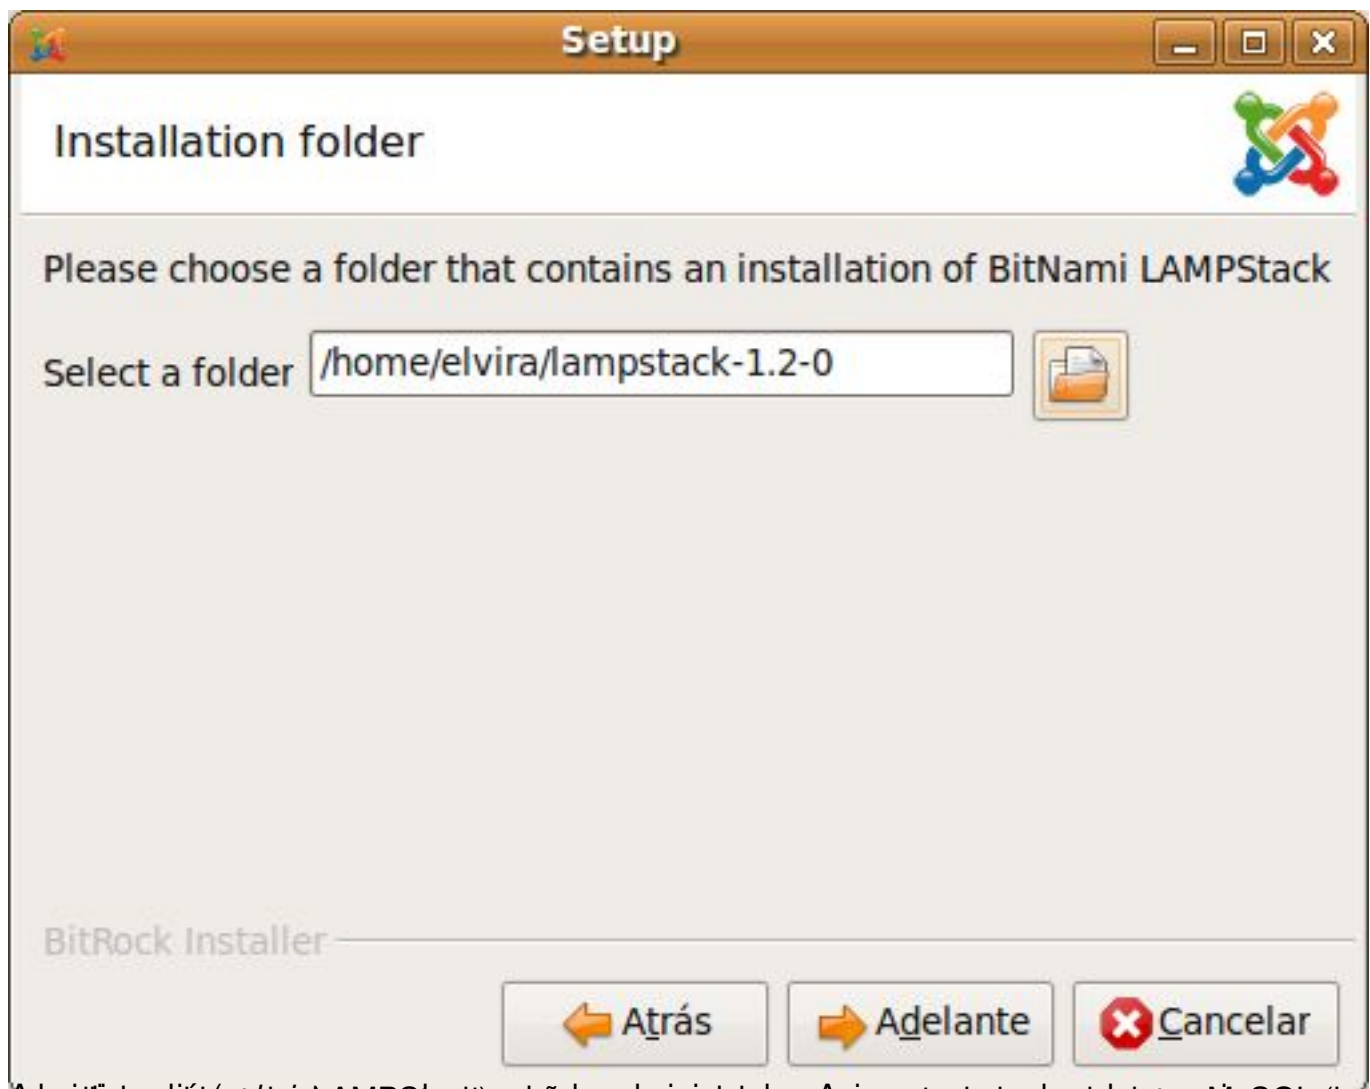 Setup
Installation folder
Please choose a folder that contains an installation of BitNami LAMPStack
Select a folder /home/elvira/lampstack-1.2-0
BitRock Installer
Atrás Adelante Cancelar